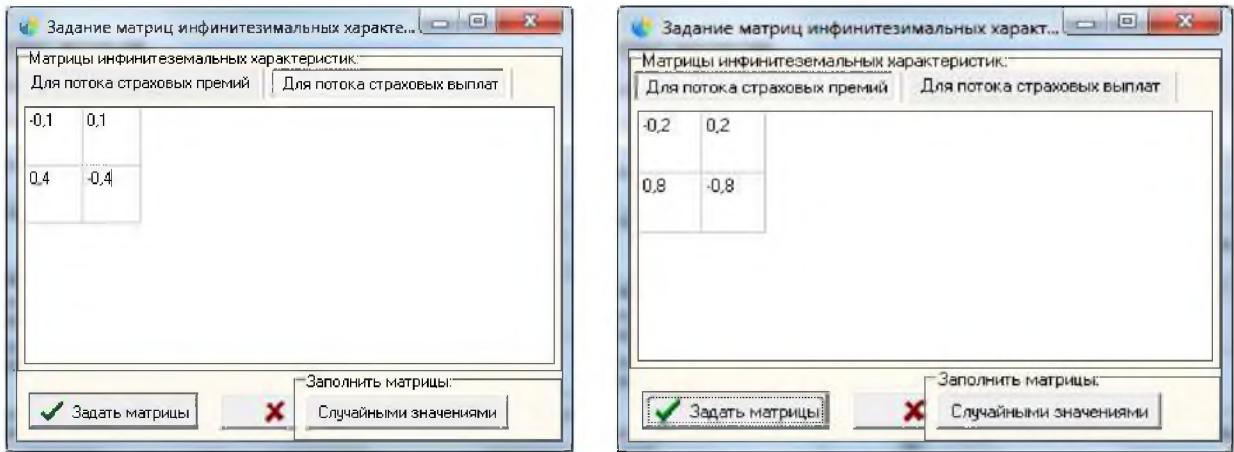 Задание матриц инфинитезимальных характе...
Матрицы инфинитеземальных характеристик:
Для потока страховых премий Для потока страховых выплат
-0,1 0,1
0,4 -0,4
Заполнить матрицы:
Задать матрицы Случайными значениями
Задание матриц инфинитезимальных характ...
Матрицы инфинитеземальных характеристик:
Для потока страховых премий Для потока страховых выплат
-0,2 0,2
0,8 -0,8
Заполнить матрицы:
Задать матрицы Случайными значениями